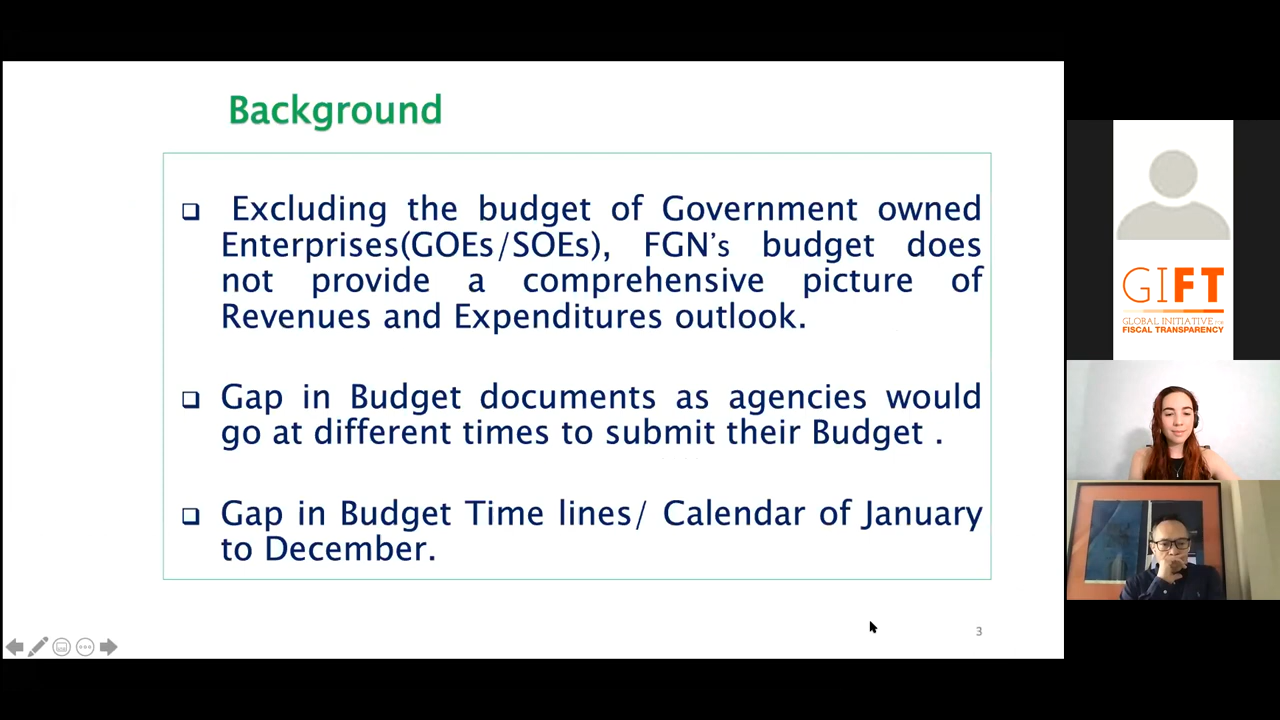 Background
Excluding the budget of Government owned
Enterprises(GOEs/SOEs), FGN's budget does
not provide a comprehensive picture of
Revenues and Expenditures outlook.
Gap in Budget documents as agencies would
go at different times to submit their Budget .
Gap in Budget Time lines/ Calendar of January
to December.
3
GIFT
GLOBAL INITIATIVE FOR
FISCAL TRANSPARENCY